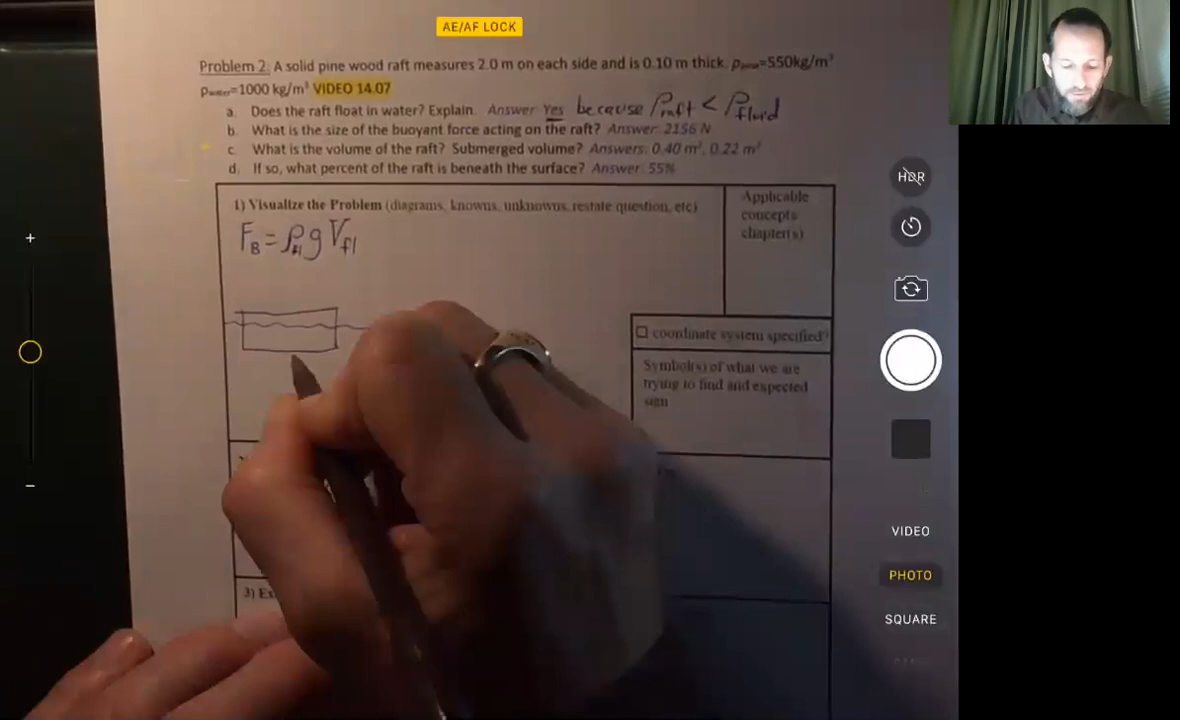 AE/AF LOCK
Problem 2: A solid pine wood raft measures 2.0 m on each side and is 0.10 m thick. ρpine=550kg/m³
ρwater=1000 kg/m³ VIDEO 14.07
a. Does the raft float in water? Explain. Answer: Yes because ρraft < ρfluid
b. What is the size of the buoyant force acting on the raft? Answer: 2156 N
c. What is the volume of the raft? Submerged volume? Answers: 0.40 m³, 0.22 m³
d. If so, what percent of the raft is beneath the surface? Answer: 55%
1) Visualize the Problem (diagrams, knowns, unknowns, restate question, etc)
Applicable
concepts
chapter(s)
F_B = ρ_fl g V_fl
☐ coordinate system specified?
Symbol(s) of what we are
trying to find and expected
sign
3)
HDR
VIDEO
PHOTO
SQUARE